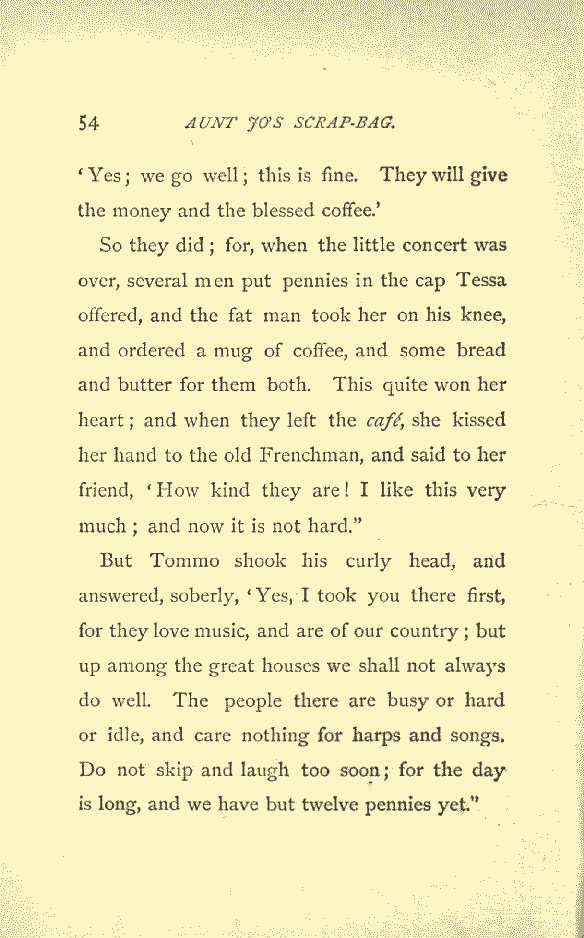 54 AUNT JO'S SCRAP-BAG.
‘Yes; we go well; this is fine. They will give
the money and the blessed coffee.’
So they did; for, when the little concert was
over, several men put pennies in the cap Tessa
offered, and the fat man took her on his knee,
and ordered a mug of coffee, and some bread
and butter for them both. This quite won her
heart; and when they left the café, she kissed
her hand to the old Frenchman, and said to her
friend, ‘How kind they are! I like this very
much; and now it is not hard.”
But Tommo shook his curly head, and
answered, soberly, ‘Yes, I took you there first,
for they love music, and are of our country; but
up among the great houses we shall not always
do well. The people there are busy or hard
or idle, and care nothing for harps and songs.
Do not skip and laugh too soon; for the day
is long, and we have but twelve pennies yet.”